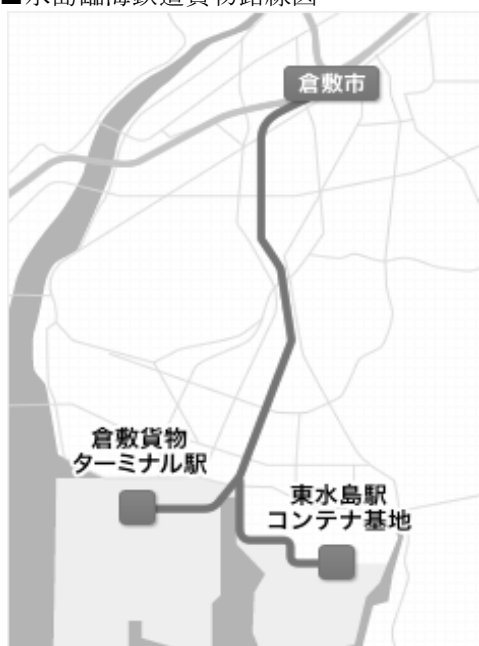 ■水島臨海鉄道貨物路線図
倉敷市
倉敷貨物
ターミナル駅
東水島駅
コンテナ基地